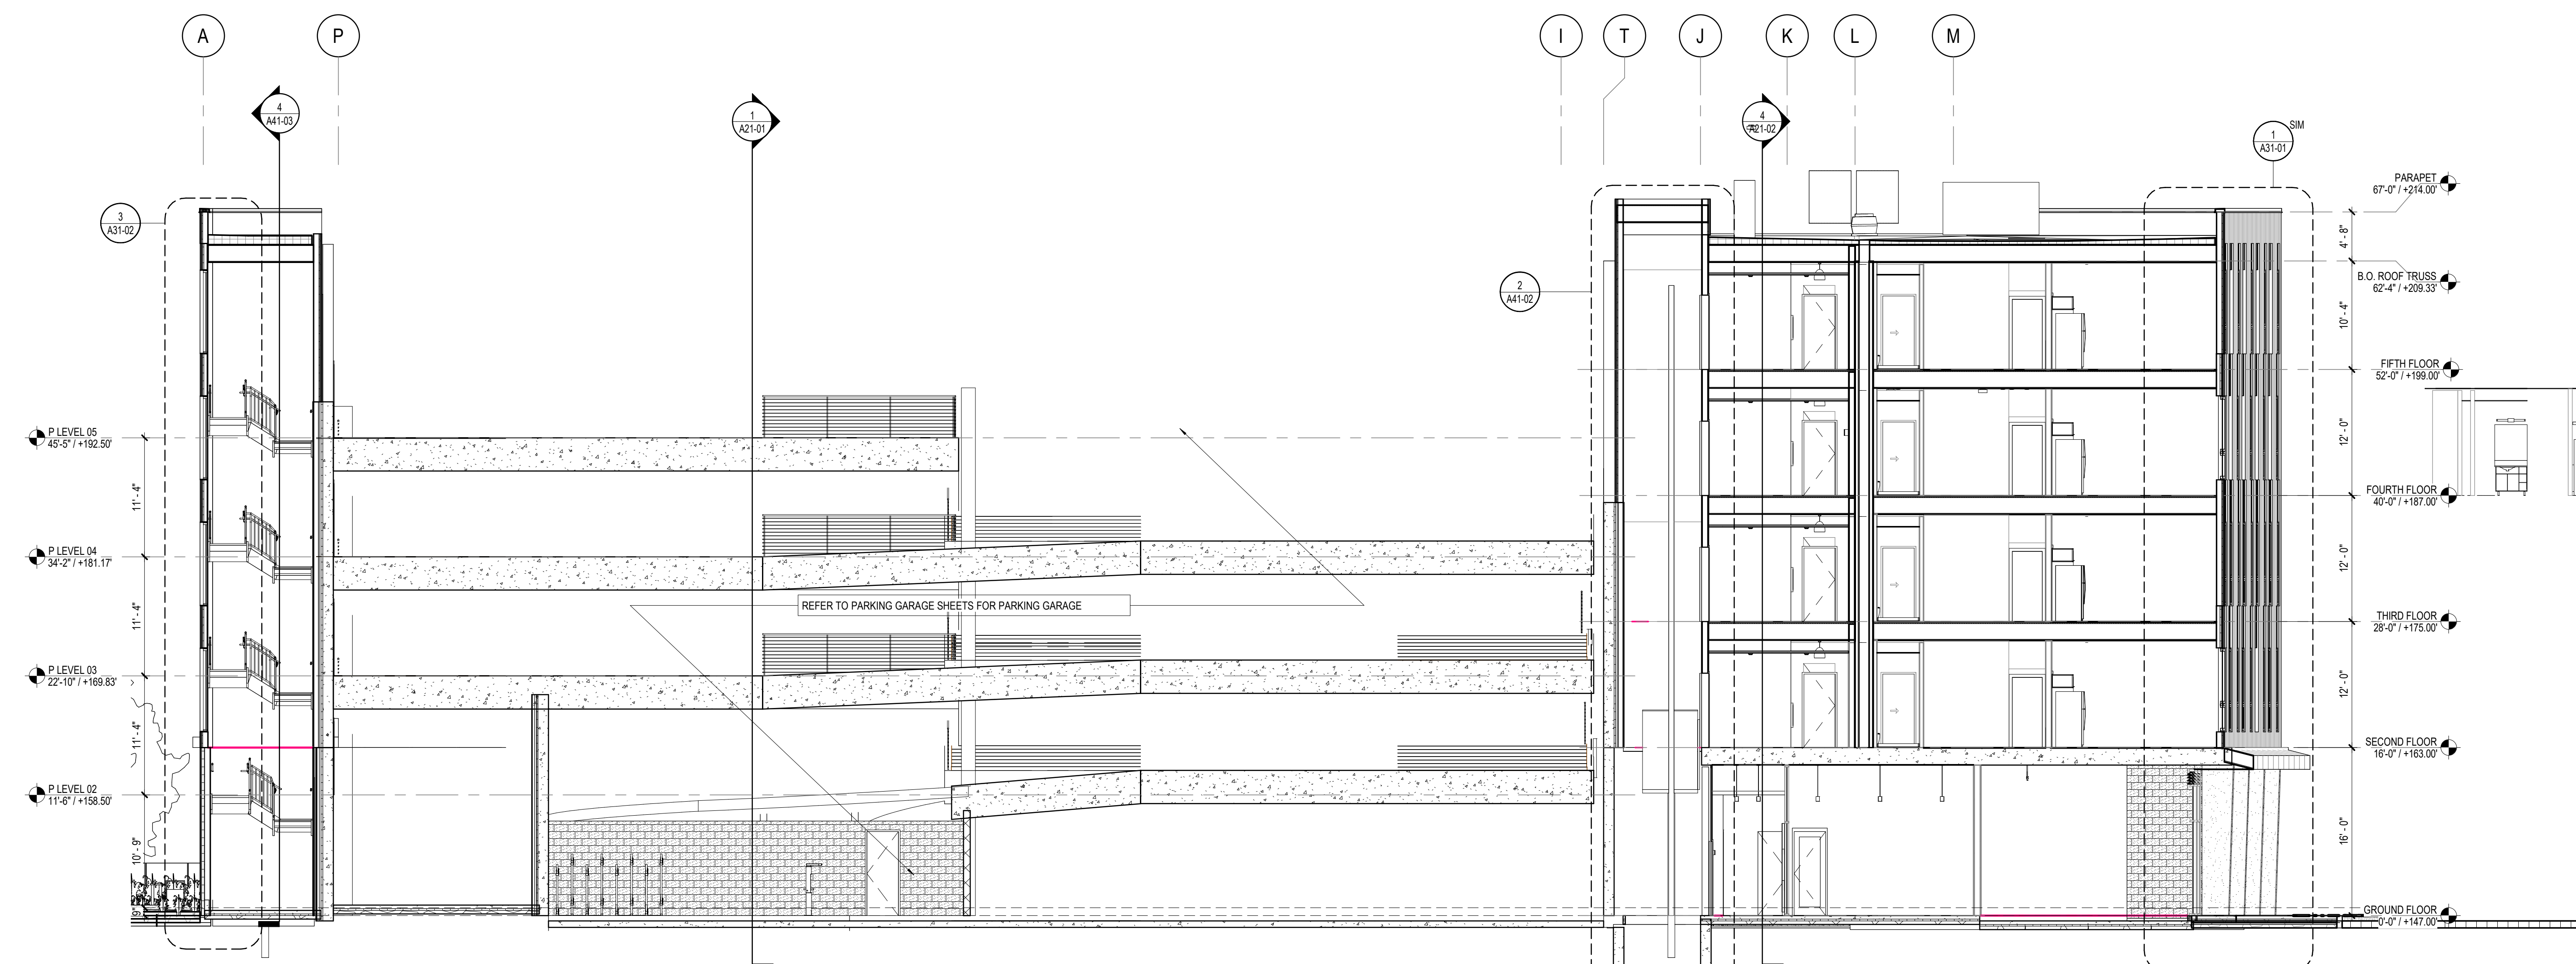 A
P
I
T
J
K
L
M
4
A41-03
1
A21-01
4
A21-02
1
A31-01
SIM
3
A31-02
2
A41-02
PARAPET
67'-0" / +214.00'
4' - 8"
B.O. ROOF TRUSS
62'-4" / +209.33'
10' - 4"
FIFTH FLOOR
52'-0" / +199.00'
12' - 0"
FOURTH FLOOR
40'-0" / +187.00'
12' - 0"
THIRD FLOOR
28'-0" / +175.00'
12' - 0"
SECOND FLOOR
16'-0" / +163.00'
16' - 0"
GROUND FLOOR
0'-0" / +147.00'
P LEVEL 05
45'-5" / +192.50'
11' - 4"
P LEVEL 04
34'-2" / +181.17'
11' - 4"
P LEVEL 03
22'-10" / +169.83'
11' - 4"
P LEVEL 02
11'-6" / +158.50'
10' - 9"
9"
REFER TO PARKING GARAGE SHEETS FOR PARKING GARAGE